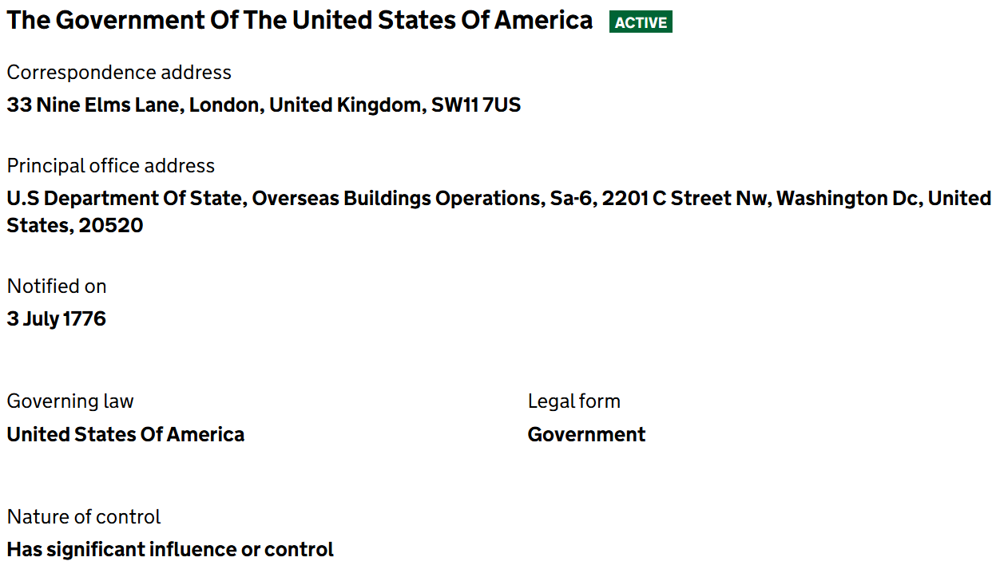 The Government Of The United States Of America ACTIVE
Correspondence address
33 Nine Elms Lane, London, United Kingdom, SW11 7US
Principal office address
U.S Department Of State, Overseas Buildings Operations, Sa-6, 2201 C Street Nw, Washington Dc, United
States, 20520
Notified on
3 July 1776
Governing law
United States Of America
Legal form
Government
Nature of control
Has significant influence or control